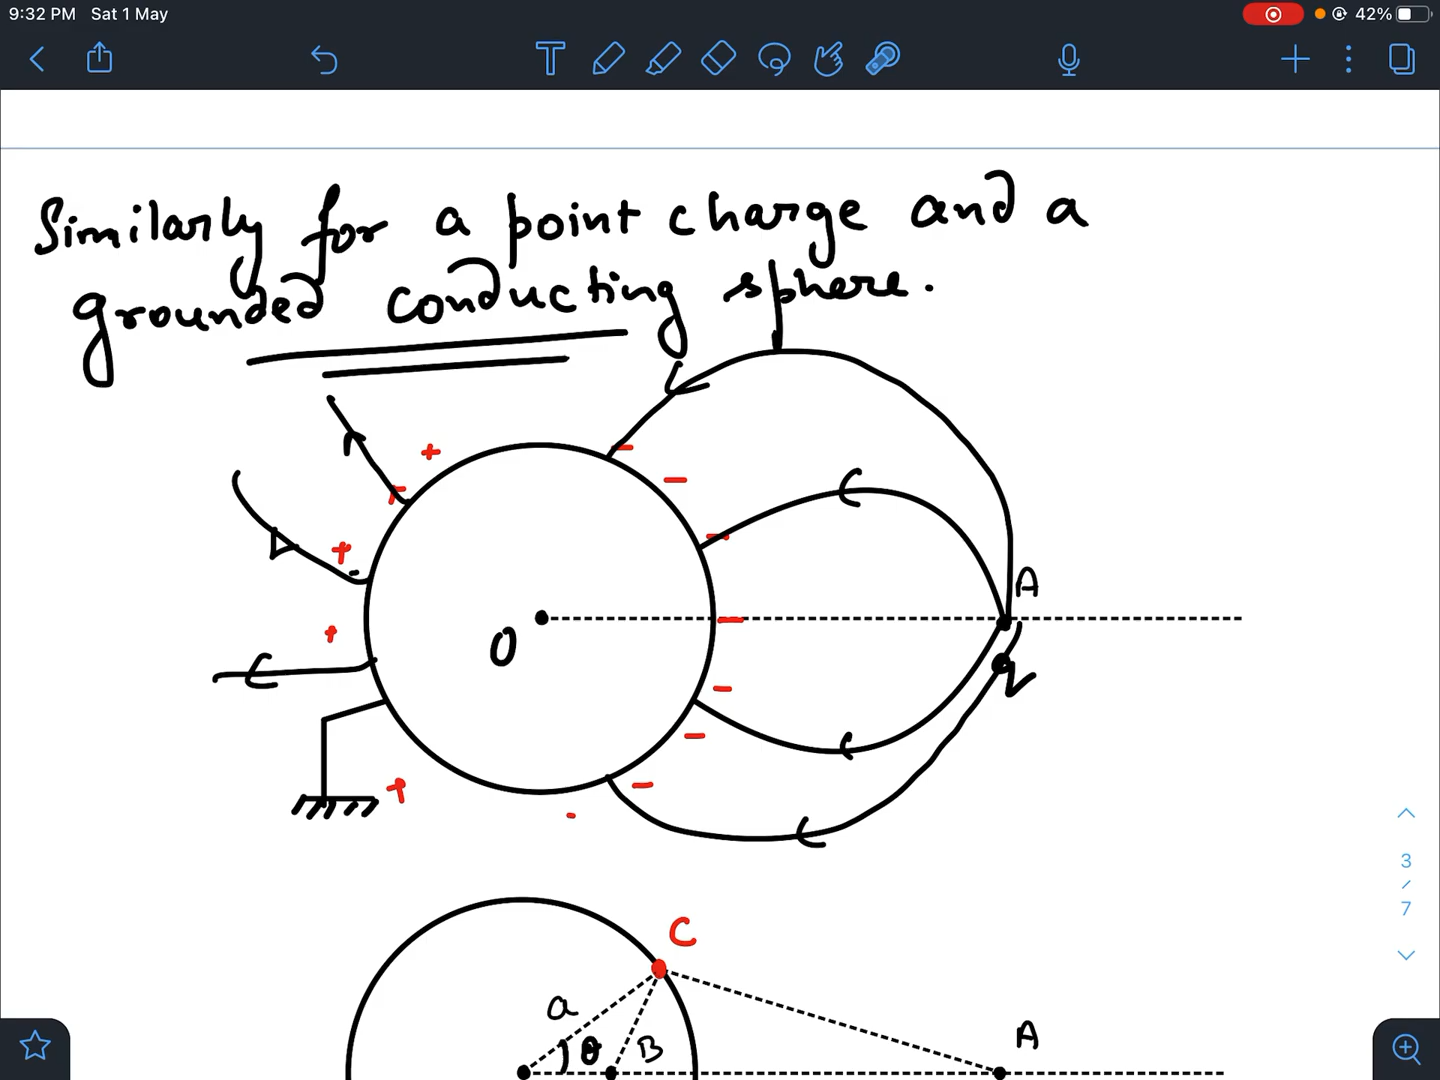 9:32 PM Sat 1 May
42%
Similarly for a point charge and a
grounded conducting sphere.
+ −
+ −
+ −
A
+ −
O
q
−
−
+ −
3
/
7
C
a
θ B A